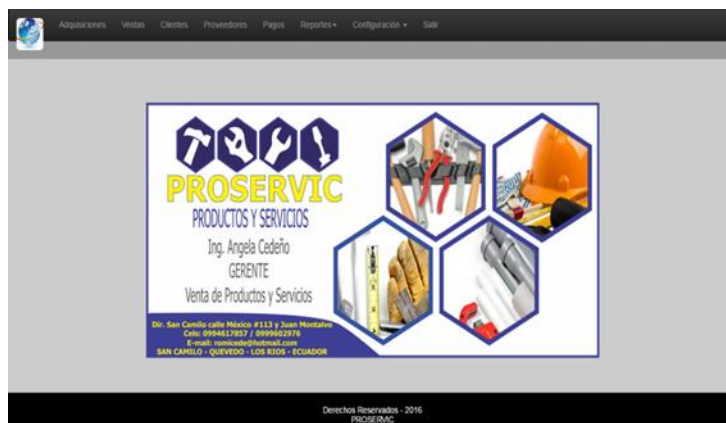 Adquisiciones Ventas Clientes Proveedores Pagos Reportes Configuración Salir
PROSERVIC
PRODUCTOS Y SERVICIOS
Ing. Angela Cedeño
GERENTE
Venta de Productos y Servicios
Dir. San Camilo calle México #113 y Juan Montalvo
Cels: 0994617857 / 0999602976
E-mail: romicede@hotmail.com
SAN CAMILO - QUEVEDO - LOS RIOS - ECUADOR
Derechos Reservados - 2016
PROSERVIC